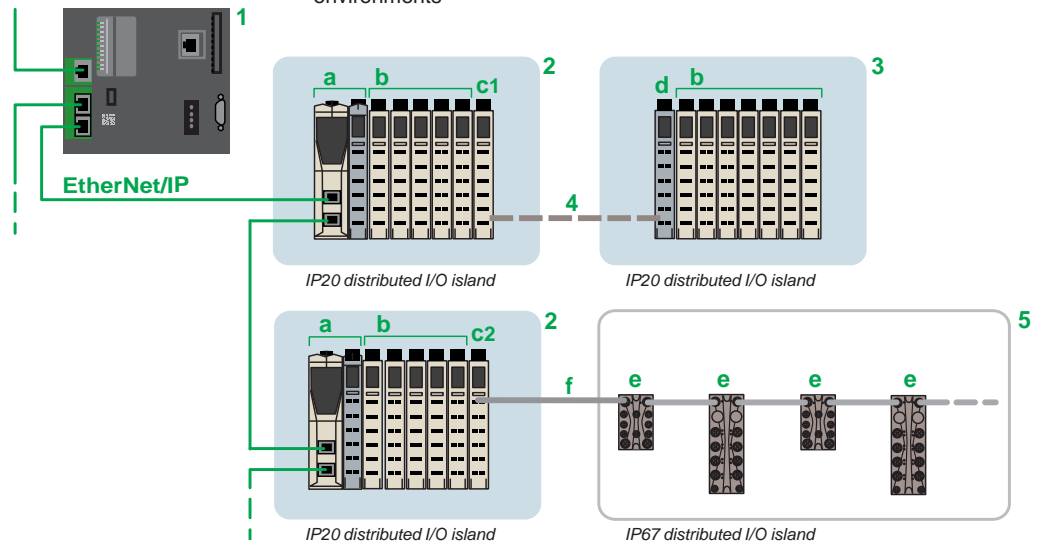 environments
1
2
3
a b c1
d b
EtherNet/IP
4
IP20 distributed I/O island
IP20 distributed I/O island
2
5
a b c2
f
e e e e
IP20 distributed I/O island
IP67 distributed I/O island